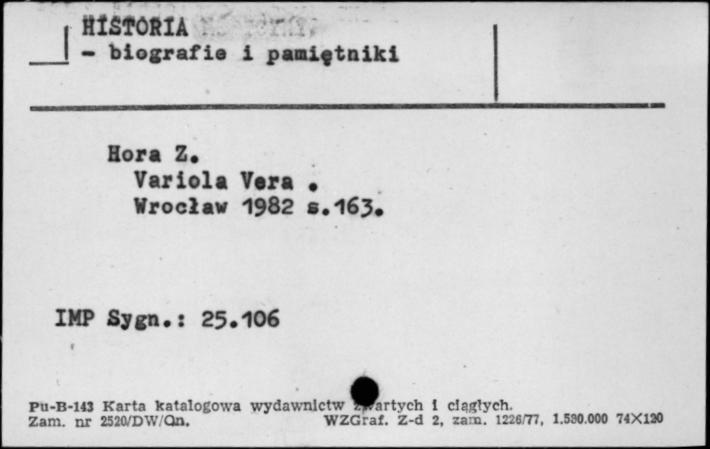 HISTORIA
- biografie i pamiętniki
Hora Z.
Variola Vera .
Wrocław 1982 s.163.
IMP Sygn.: 25.106
Pu-B-143 Karta katalogowa wydawnictw zwartych i ciągłych.
Zam. nr 2520/DW/Qn. WZGraf. Z-d 2, zam. 1226/77, 1.580.000 74X120